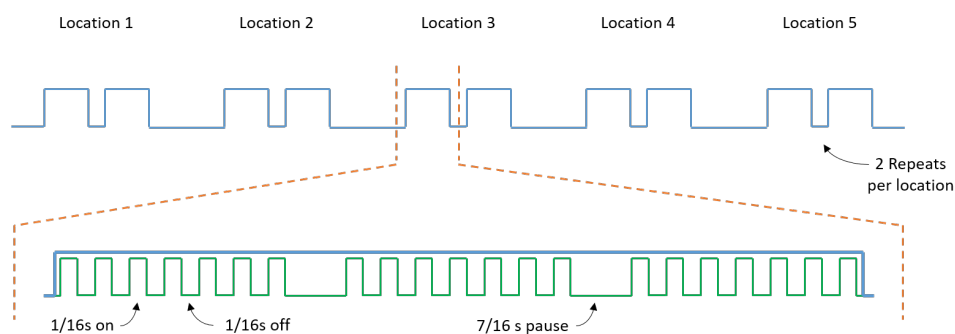 Location 1
Location 2
Location 3
Location 4
Location 5
2 Repeats
per location
1/16s on
1/16s off
7/16 s pause